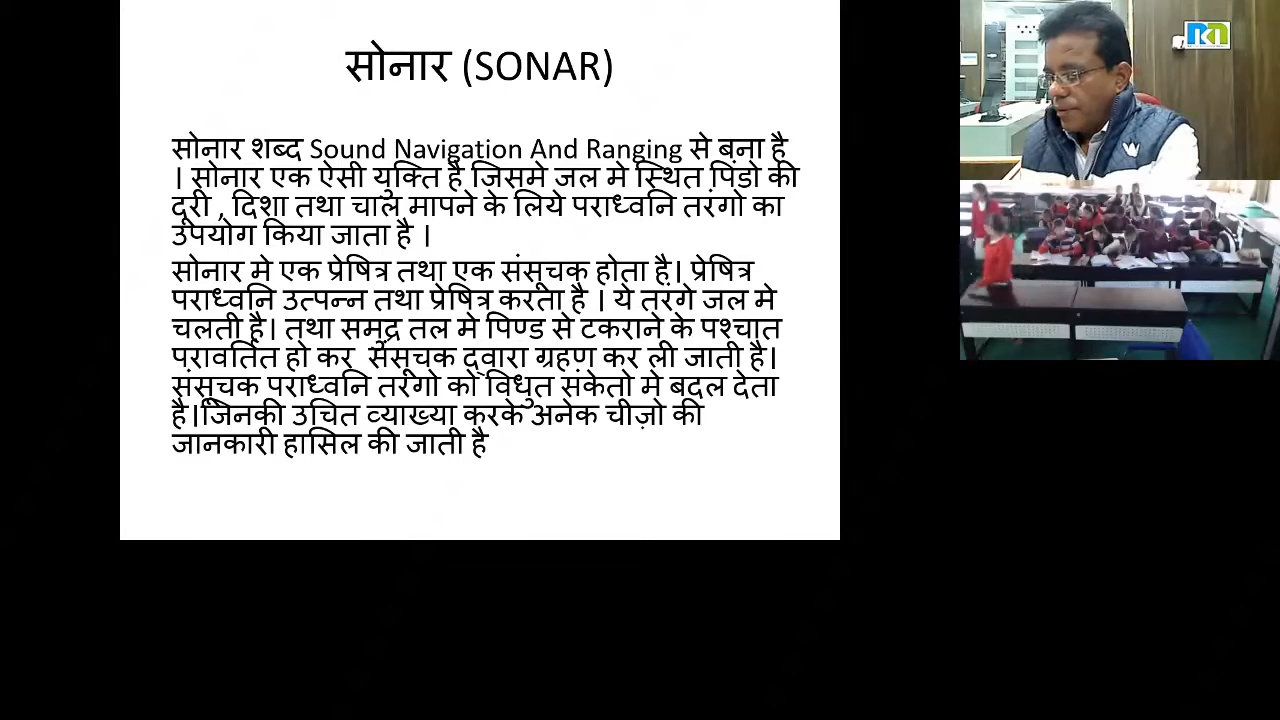 सोनार (SONAR)
सोनार शब्द Sound Navigation And Ranging से बना है
। सोनार एक ऐसी युक्ति है जिसमे जल मे स्थित पिंडो की
दूरी , दिशा तथा चाल मापने के लिये पराध्वनि तरंगो का
उपयोग किया जाता है ।
सोनार मे एक प्रेषित्र तथा एक संसूचक होता है। प्रेषित्र
पराध्वनि उत्पन्न तथा प्रेषित्र करता है । ये तरंगे जल मे
चलती है। तथा समुद्र तल मे पिण्ड से टकराने के पश्चात
परावर्तित हो कर  संसूचक द्वारा ग्रहण कर ली जाती है।
संसूचक पराध्वनि तरंगो को विधुत संकेतो मे बदल देता
है।जिनकी उचित व्याख्या करके अनेक चीज़ो की
जानकारी हासिल की जाती है